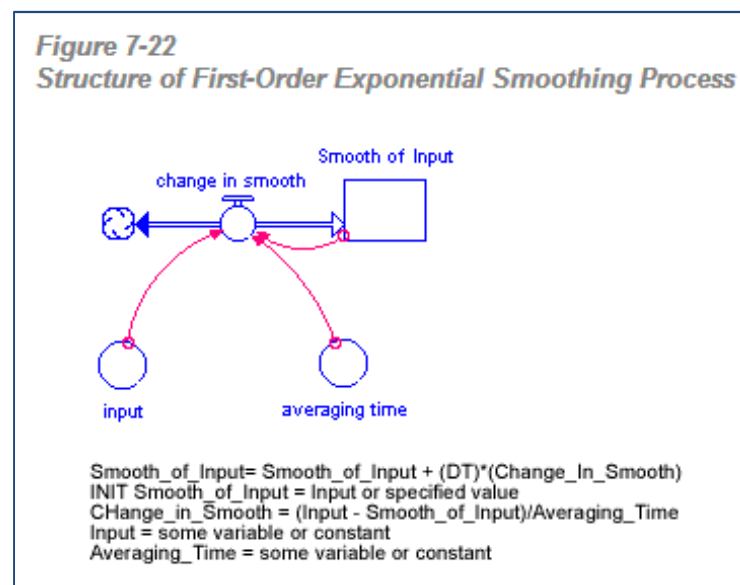 Figure 7-22
Structure of First-Order Exponential Smoothing Process
Smooth of Input
change in smooth
input
averaging time
Smooth_of_Input= Smooth_of_Input + (DT)*(Change_In_Smooth)
INIT Smooth_of_Input = Input or specified value
CHange_in_Smooth = (Input - Smooth_of_Input)/Averaging_Time
Input = some variable or constant
Averaging_Time = some variable or constant